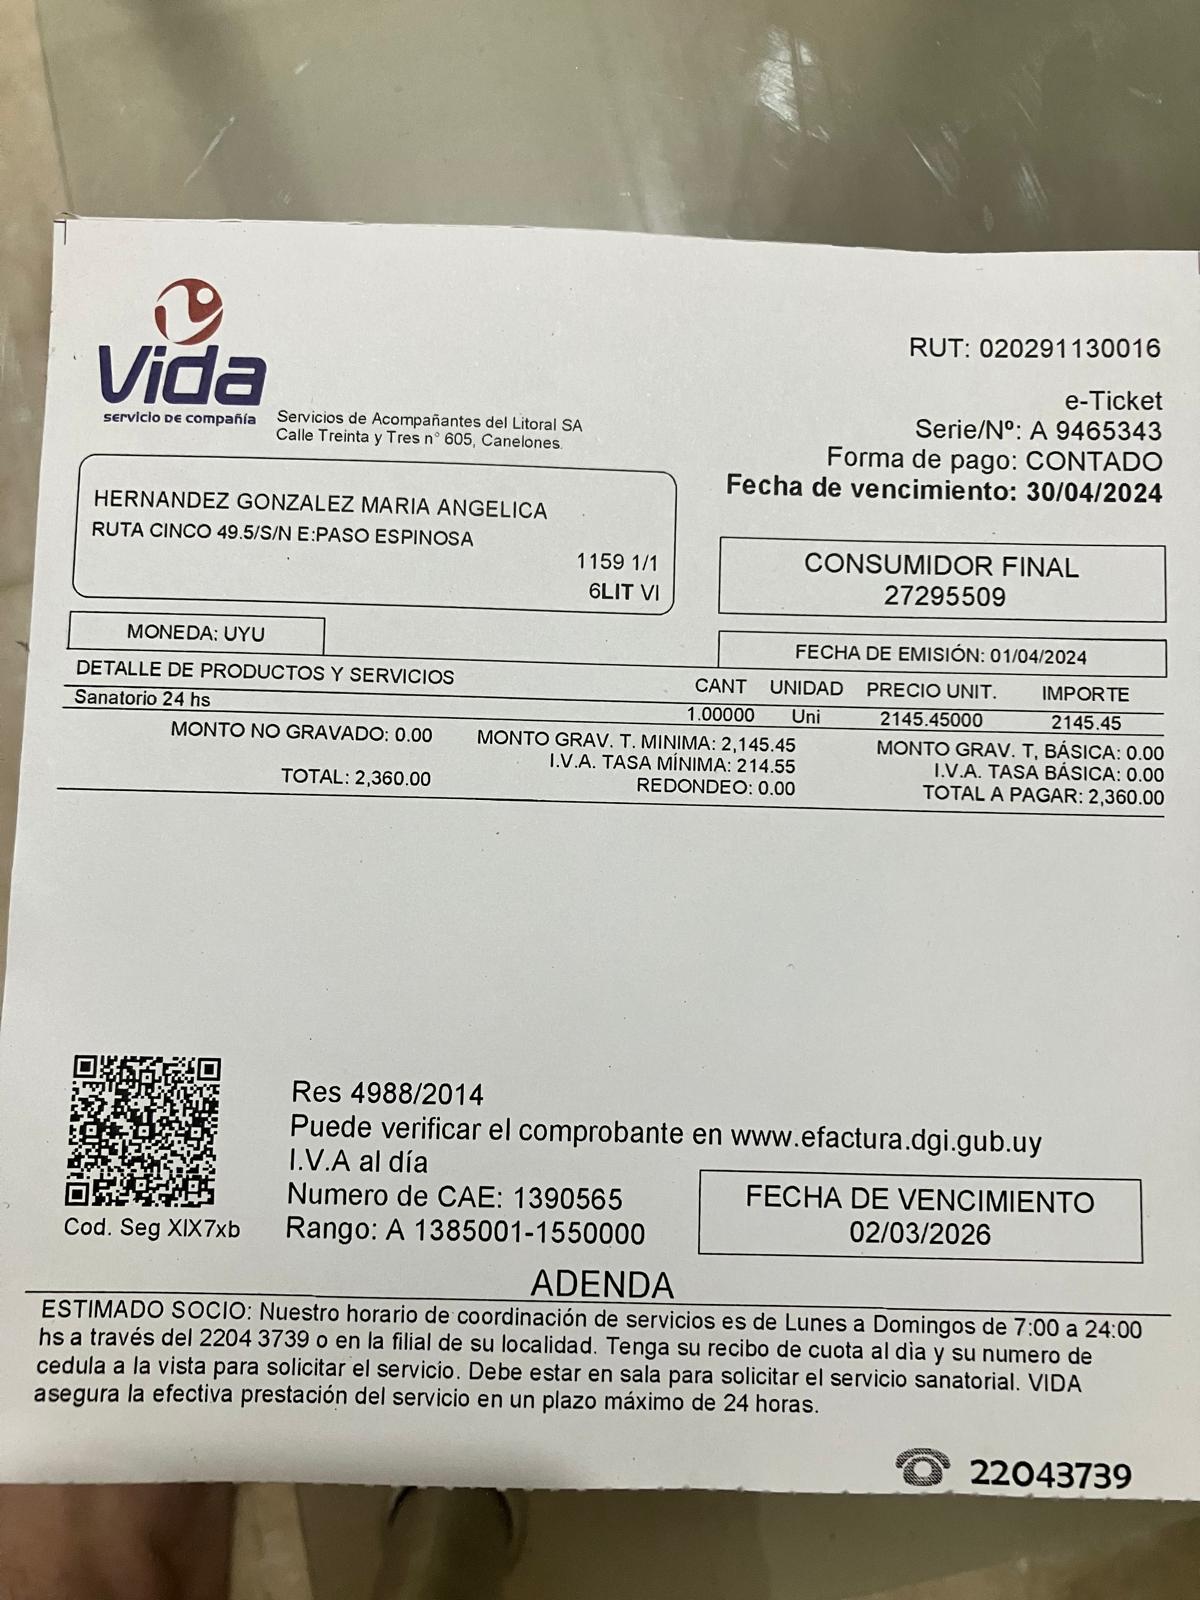 Vida
servicio de compañía
Servicios de Acompañantes del Litoral SA
Calle Treinta y Tres n° 605, Canelones.
RUT: 020291130016
e-Ticket
Serie/Nº: A 9465343
Forma de pago: CONTADO
Fecha de vencimiento: 30/04/2024
HERNANDEZ GONZALEZ MARIA ANGELICA
RUTA CINCO 49.5/S/N E:PASO ESPINOSA
1159 1/1
6LIT VI
CONSUMIDOR FINAL
27295509
MONEDA: UYU
FECHA DE EMISIÓN: 01/04/2024
DETALLE DE PRODUCTOS Y SERVICIOS CANT UNIDAD PRECIO UNIT. IMPORTE
Sanatorio 24 hs 1.00000 Uni 2145.45000 2145.45
MONTO NO GRAVADO: 0.00 MONTO GRAV. T. MINIMA: 2,145.45 MONTO GRAV. T, BÁSICA: 0.00
I.V.A. TASA MÍNIMA: 214.55 I.V.A. TASA BÁSICA: 0.00
TOTAL: 2,360.00 REDONDEO: 0.00 TOTAL A PAGAR: 2,360.00
Res 4988/2014
Puede verificar el comprobante en www.efactura.dgi.gub.uy
I.V.A al día
Numero de CAE: 1390565
Rango: A 1385001-1550000
Cod. Seg XIX7xb
FECHA DE VENCIMIENTO
02/03/2026
ADENDA
ESTIMADO SOCIO: Nuestro horario de coordinación de servicios es de Lunes a Domingos de 7:00 a 24:00
hs a través del 2204 3739 o en la filial de su localidad. Tenga su recibo de cuota al dia y su numero de
cedula a la vista para solicitar el servicio. Debe estar en sala para solicitar el servicio sanatorial. VIDA
asegura la efectiva prestación del servicio en un plazo máximo de 24 horas.
22043739